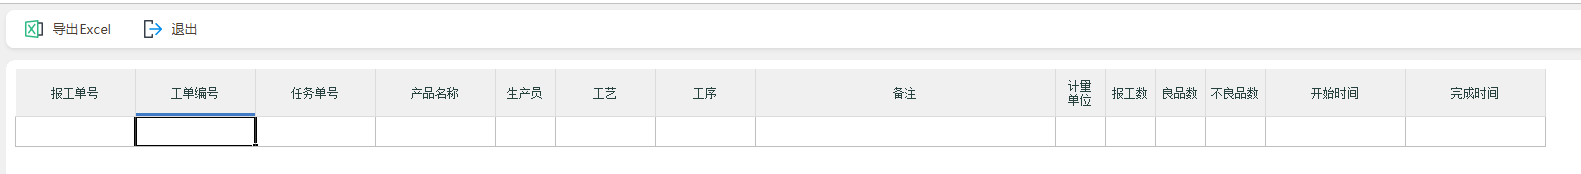 导出Excel 退出
报工单号 工单编号 任务单号 产品名称 生产员 工艺 工序 备注 计量单位 报工数 良品数 不良品数 开始时间 完成时间